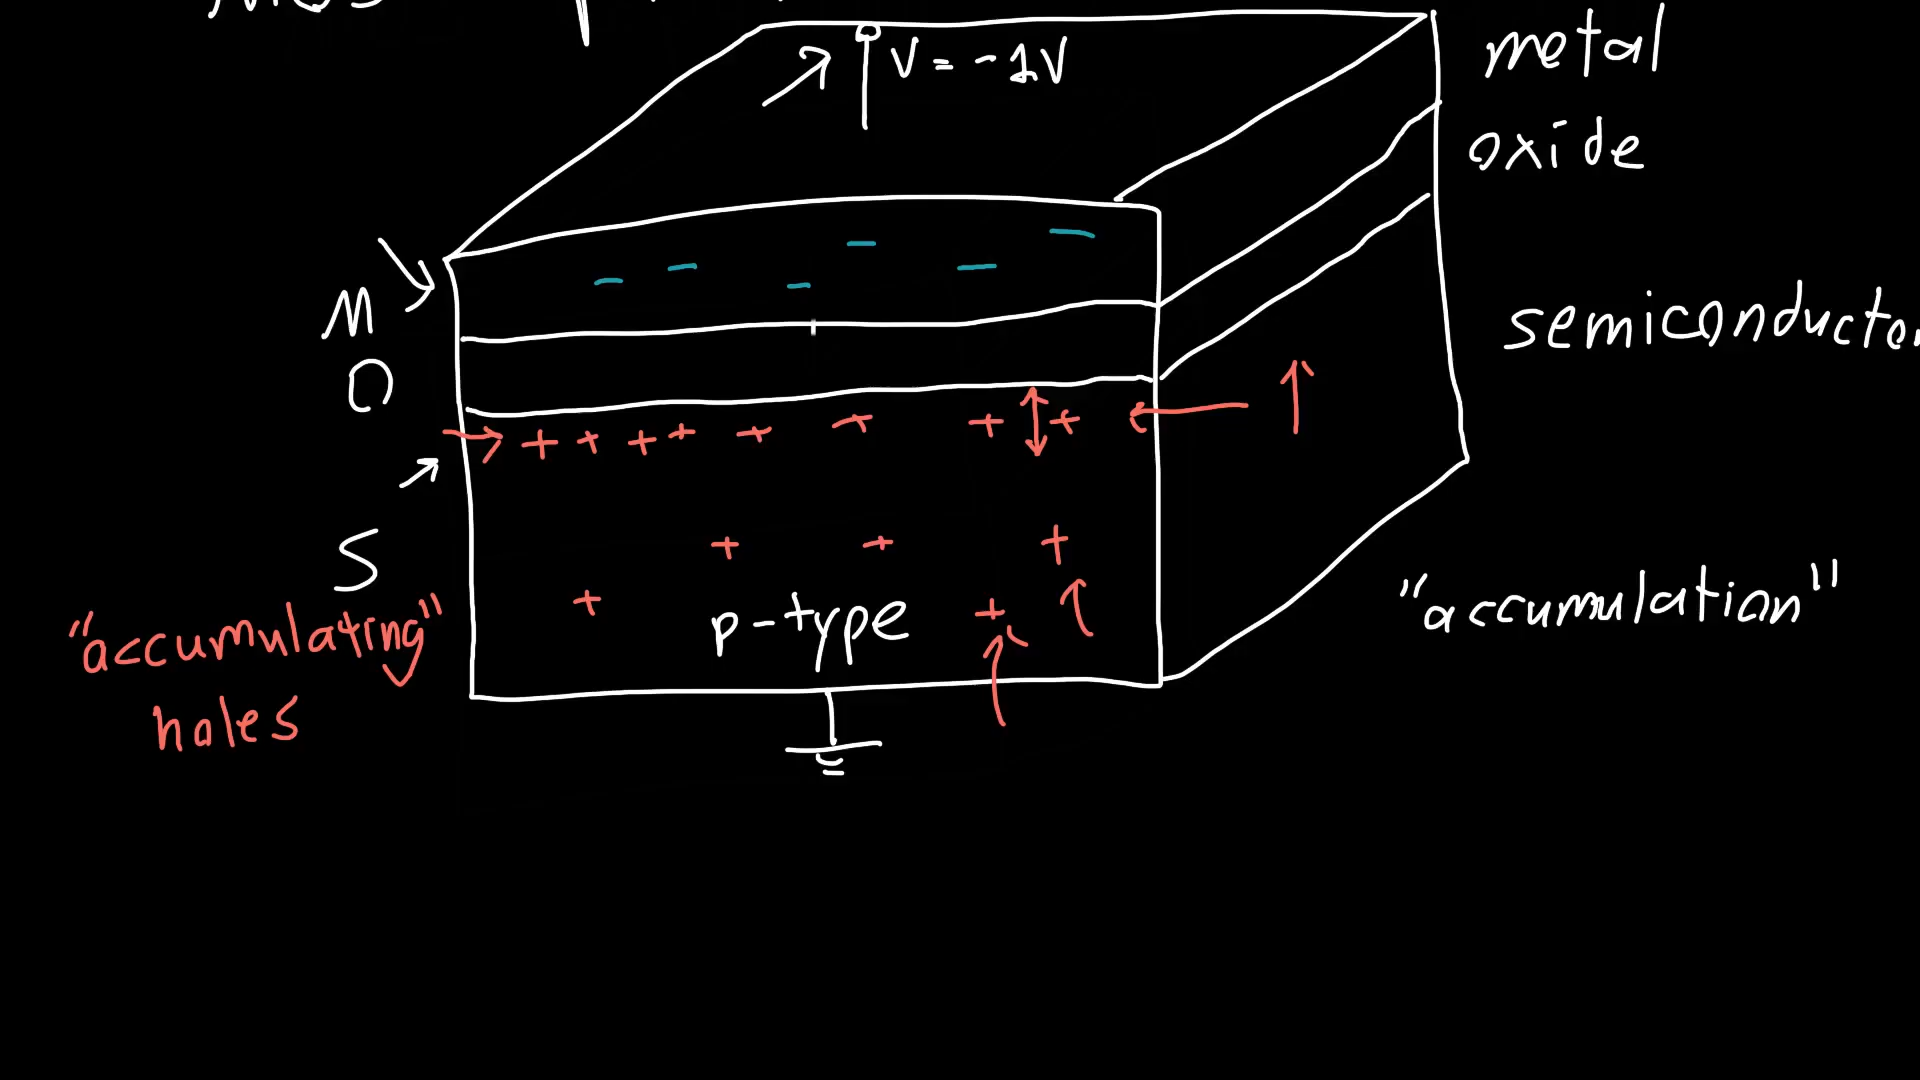 V = -1V
metal
oxide
M
O
semiconductor
S
"accumulating"
holes
p-type
"accumulation"